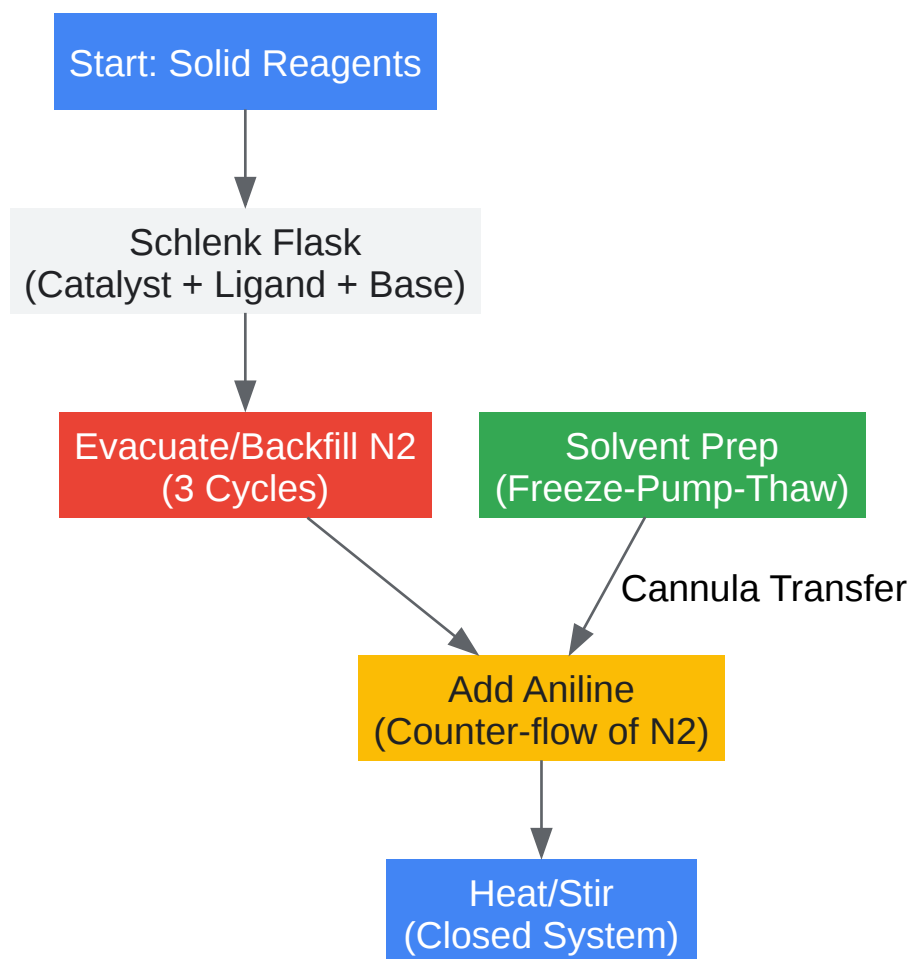 Start: Solid Reagents
Schlenk Flask
(Catalyst + Ligand + Base)
Evacuate/Backfill N2
(3 Cycles)
Solvent Prep
(Freeze-Pump-Thaw)
Cannula Transfer
Add Aniline
(Counter-flow of N2)
Heat/Stir
(Closed System)